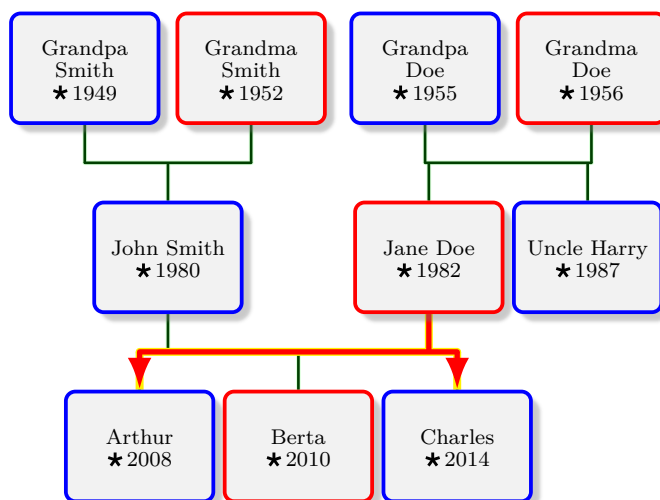 Grandpa
Smith
★ 1949
Grandma
Smith
★ 1952
Grandpa
Doe
★ 1955
Grandma
Doe
★ 1956
John Smith
★ 1980
Jane Doe
★ 1982
Uncle Harry
★ 1987
Arthur
★ 2008
Berta
★ 2010
Charles
★ 2014